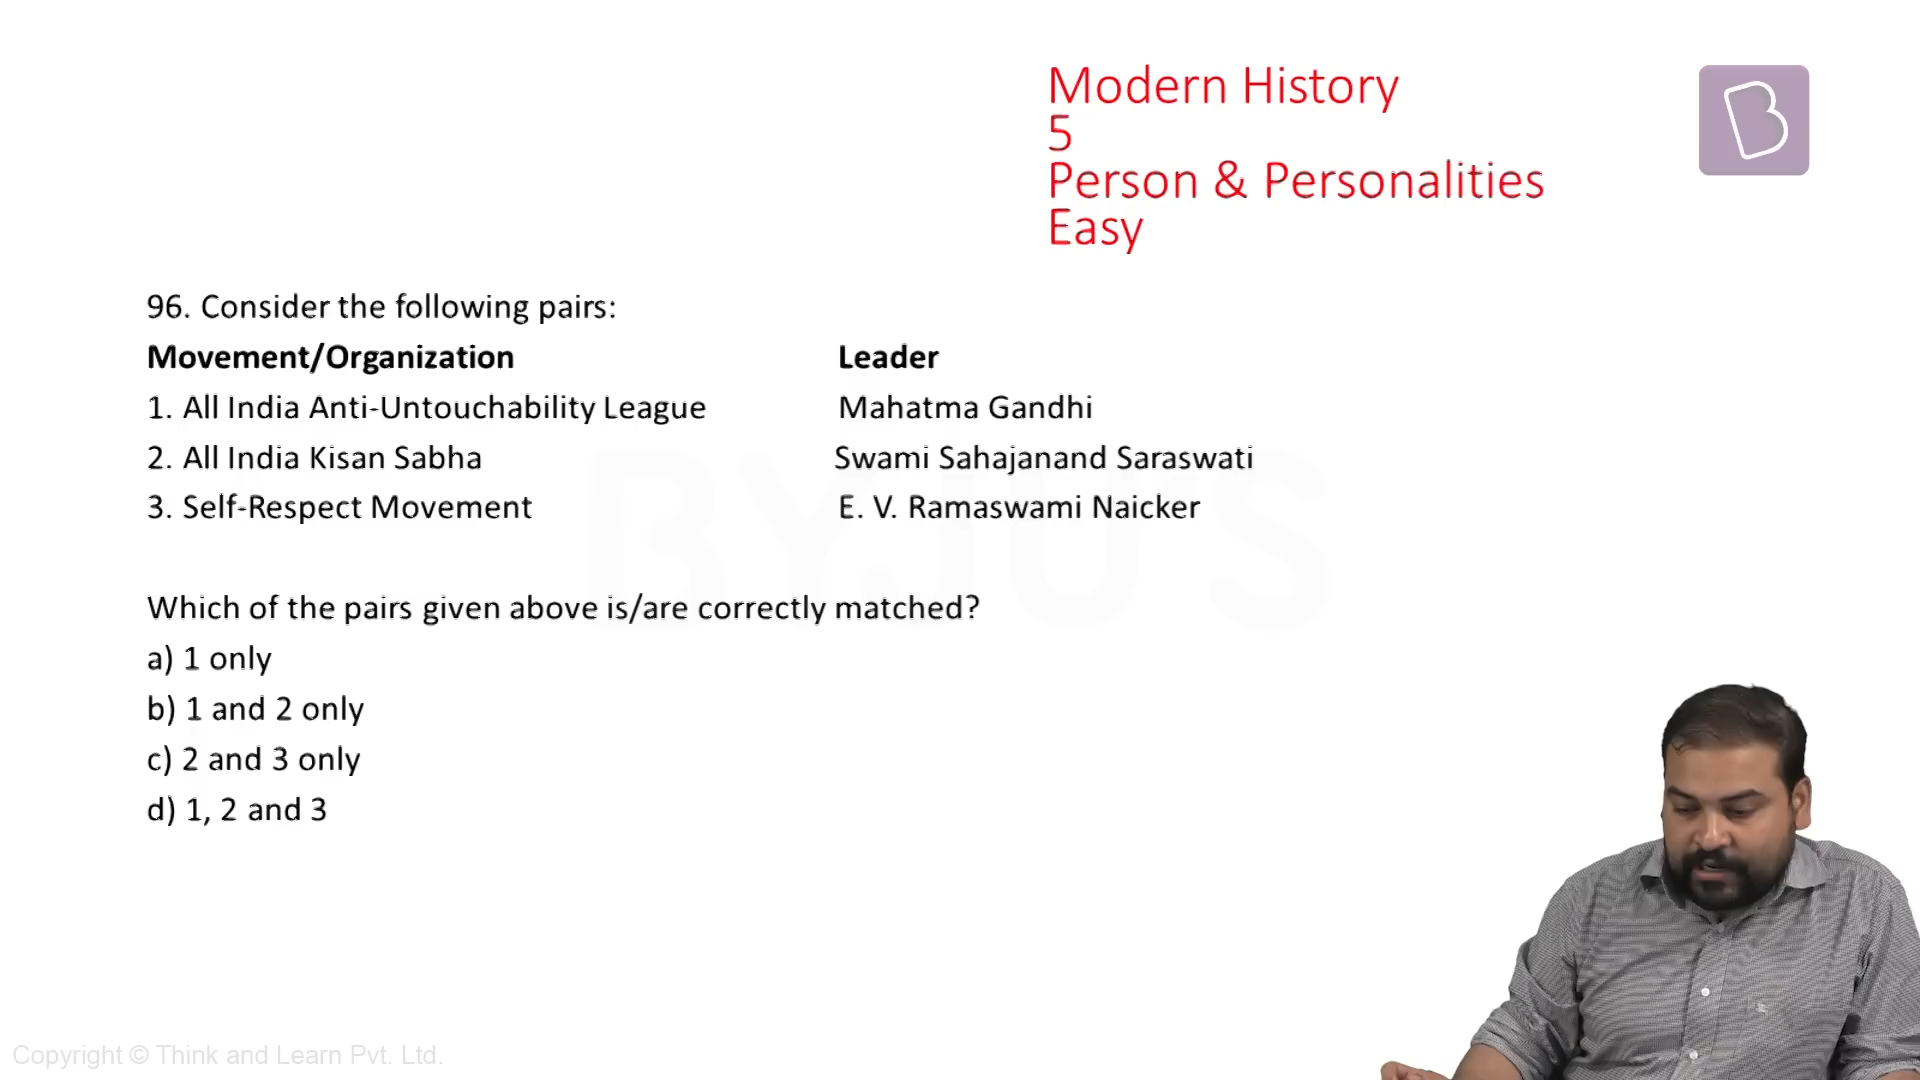 Modern History
5
Person & Personalities
Easy
96. Consider the following pairs:
Movement/Organization Leader
1. All India Anti-Untouchability League Mahatma Gandhi
2. All India Kisan Sabha Swami Sahajanand Saraswati
3. Self-Respect Movement E. V. Ramaswami Naicker
BYJU'S
Which of the pairs given above is/are correctly matched?
a) 1 only
b) 1 and 2 only
c) 2 and 3 only
d) 1, 2 and 3
Copyright © Think and Learn Pvt. Ltd.